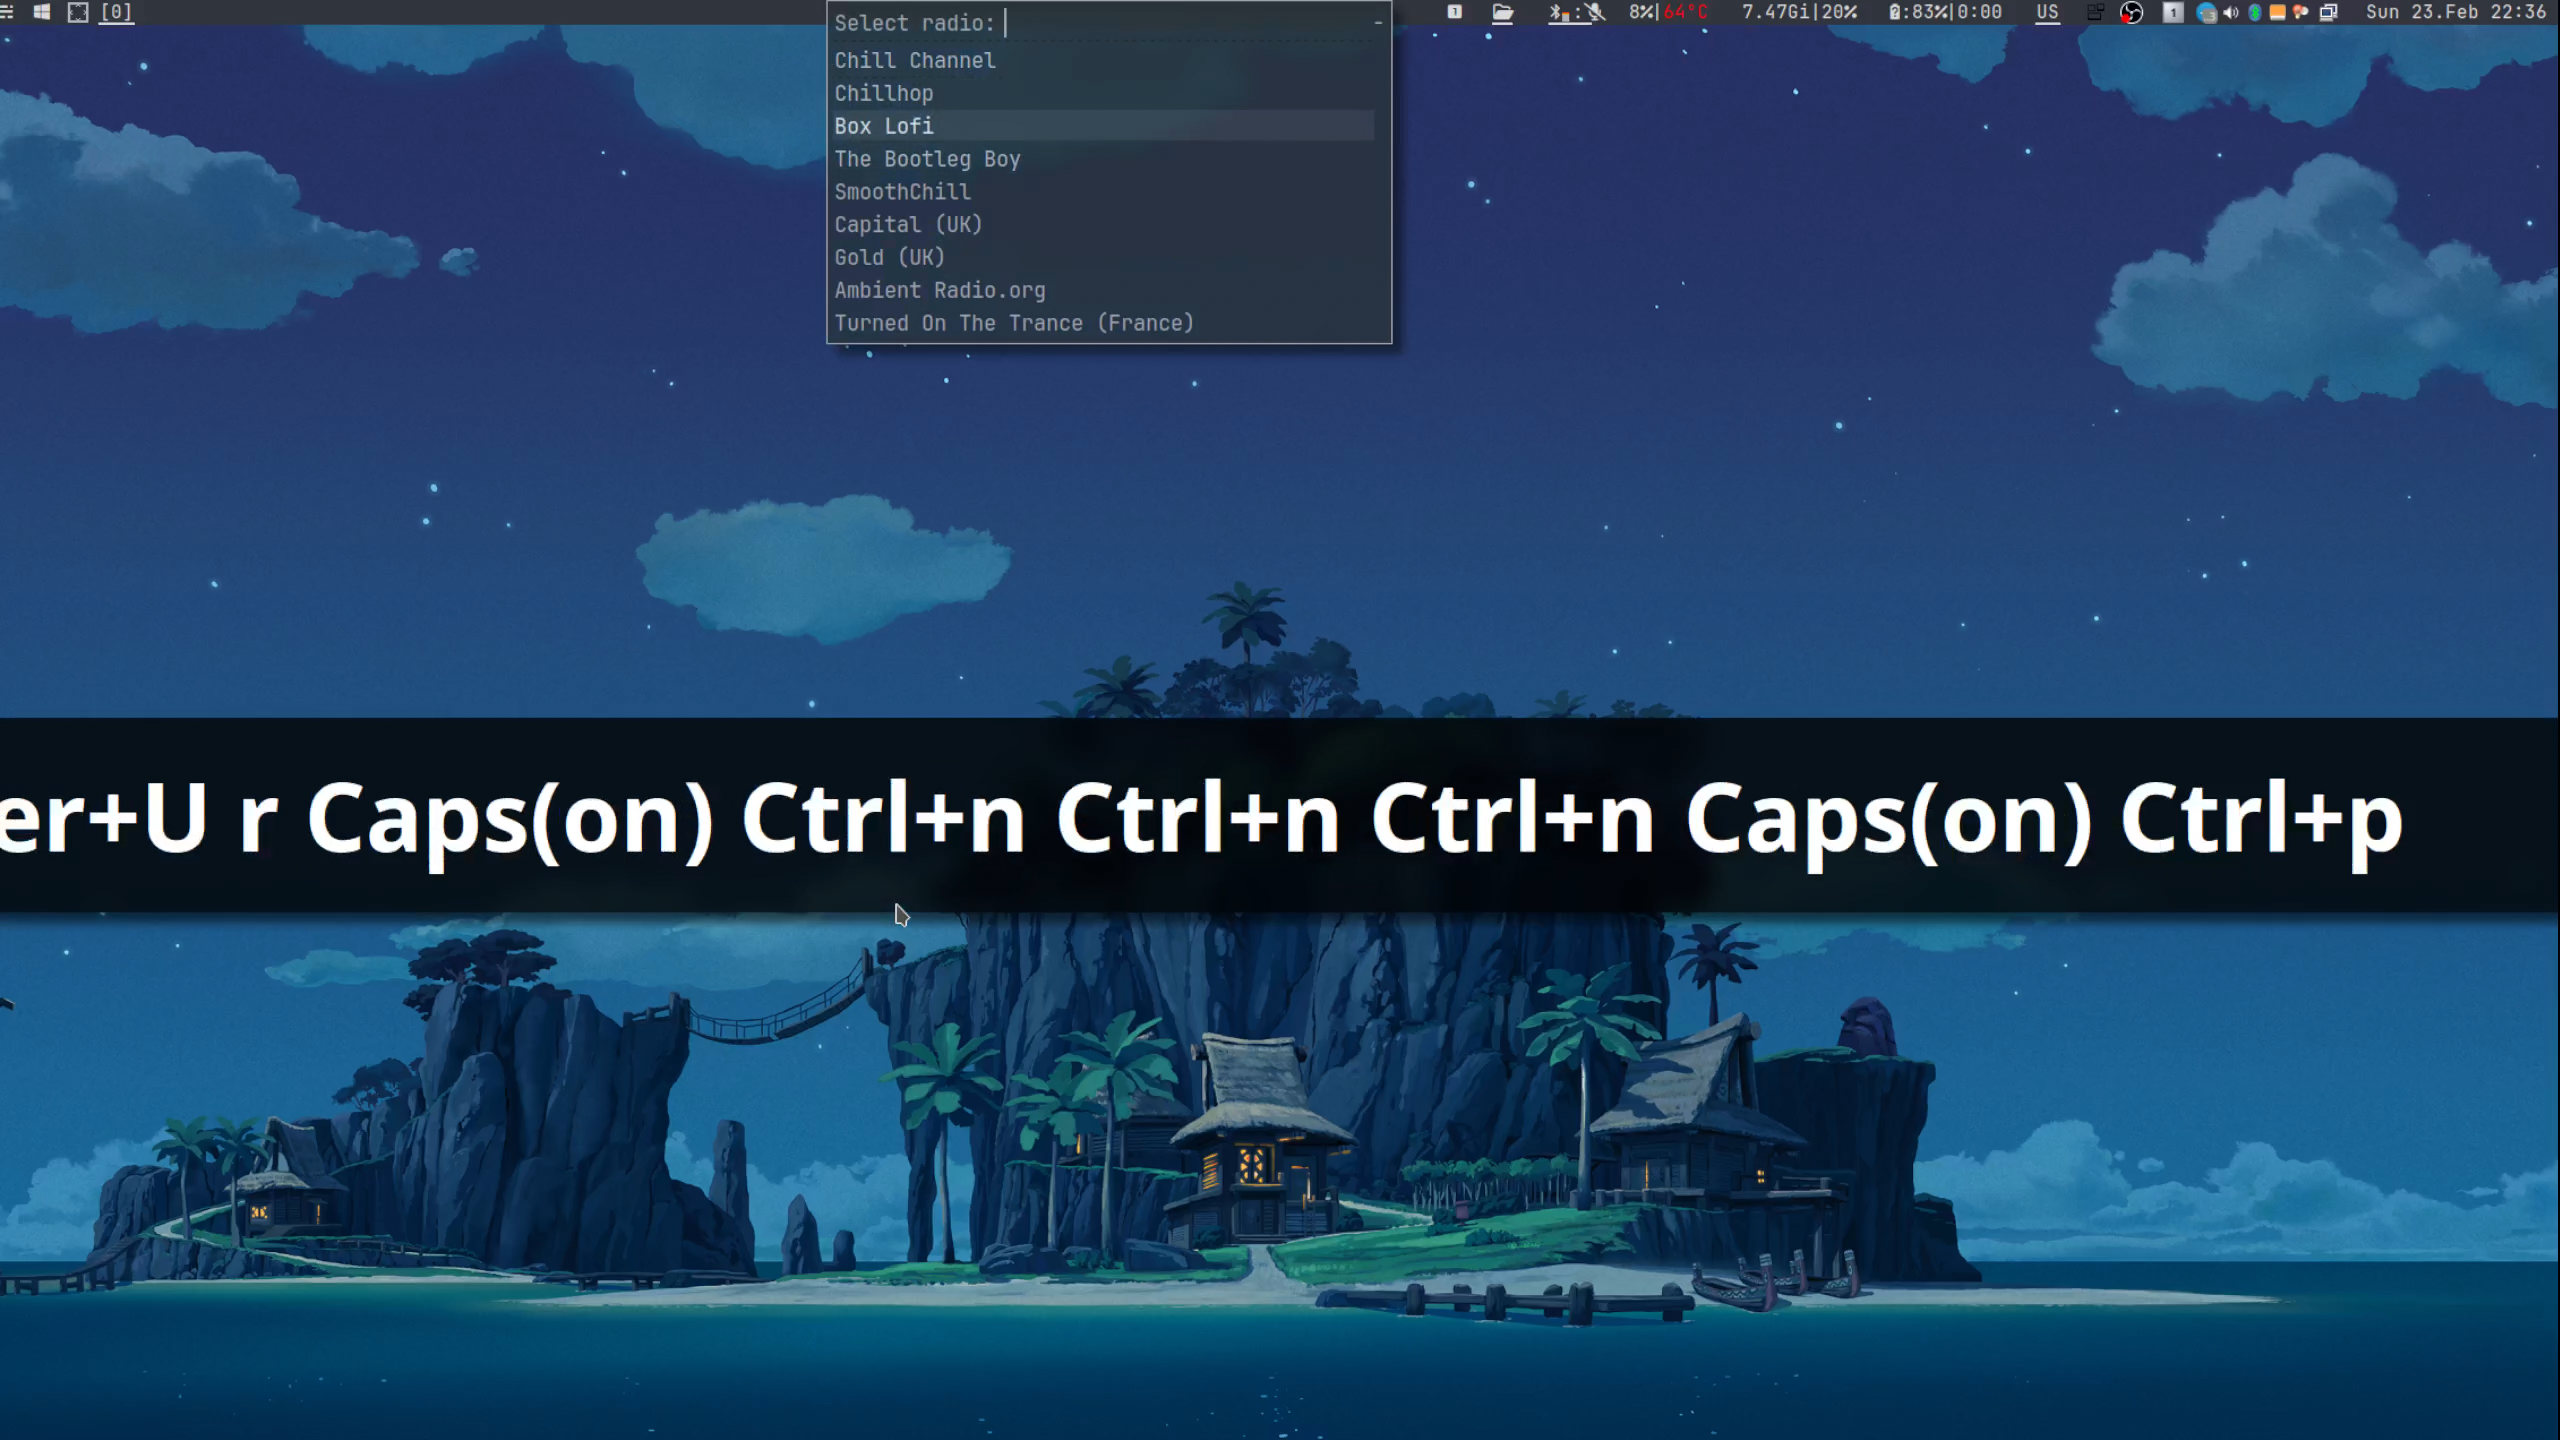 [0]
Select radio:
1
8%|64°C
7.47Gi|20%
:83%|0:00
US
1
Sun 23.Feb 22:36
Chill Channel
Chillhop
Box Lofi
The Bootleg Boy
SmoothChill
Capital (UK)
Gold (UK)
Ambient Radio.org
Turned On The Trance (France)
er+U r Caps(on) Ctrl+n Ctrl+n Ctrl+n Caps(on) Ctrl+p